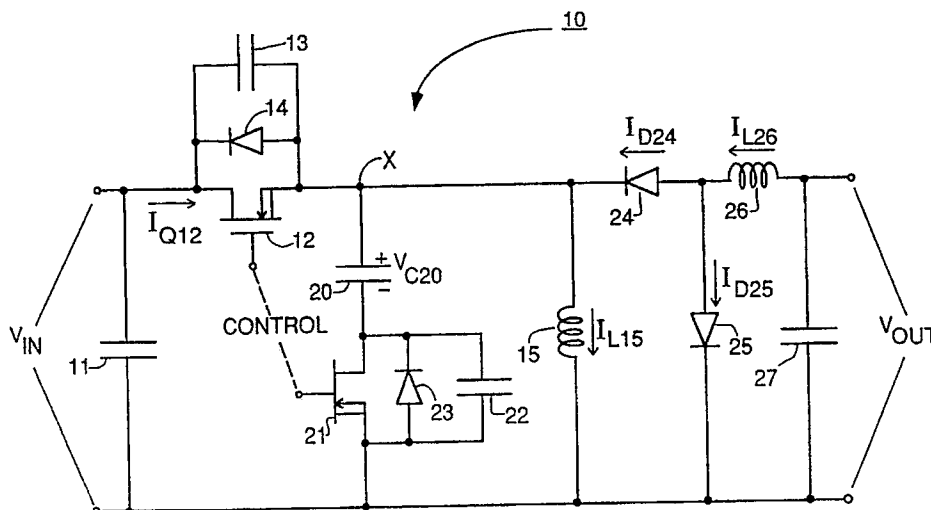 10
13
14
X
I_D24
I_L26
I_Q12
12
24
26
+ V_C20
20 -
I_D25
V_IN
CONTROL
11
15
I_L15
25
27
V_OUT
21
23
22